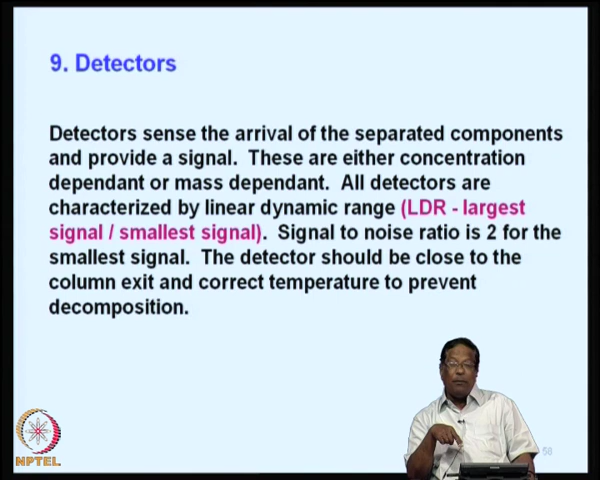 9. Detectors
Detectors sense the arrival of the separated components
and provide a signal. These are either concentration
dependant or mass dependant. All detectors are
characterized by linear dynamic range (LDR - largest
signal / smallest signal). Signal to noise ratio is 2 for the
smallest signal. The detector should be close to the
column exit and correct temperature to prevent
decomposition.
NPTEL
58